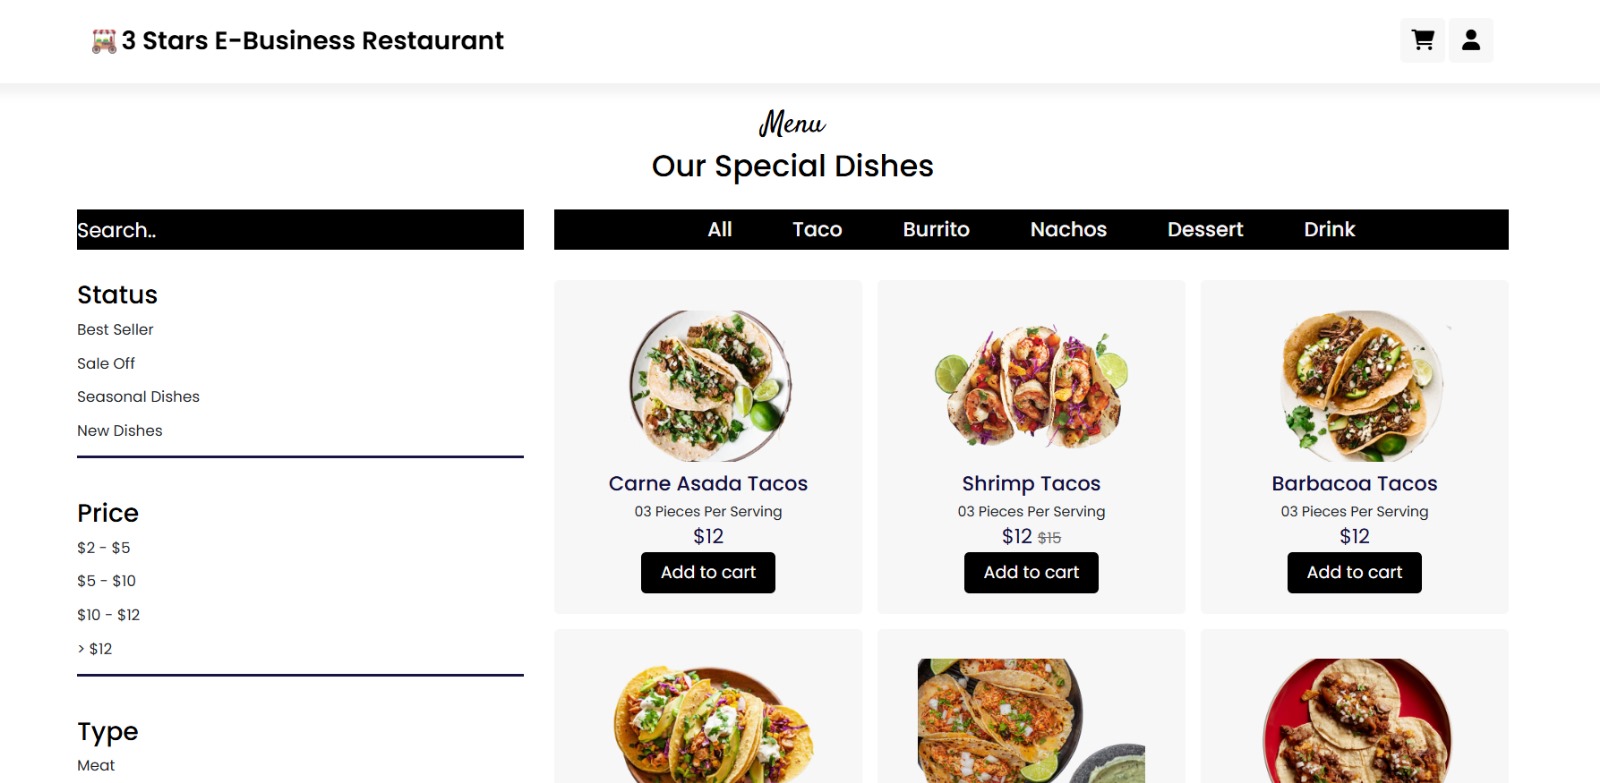 3 Stars E-Business Restaurant
Menu
Our Special Dishes
Search..
All Taco Burrito Nachos Dessert Drink
Status
Best Seller
Sale Off
Seasonal Dishes
New Dishes
Price
$2 - $5
$5 - $10
$10 - $12
> $12
Type
Meat
Carne Asada Tacos
03 Pieces Per Serving
$12
Add to cart
Shrimp Tacos
03 Pieces Per Serving
$12 $15
Add to cart
Barbacoa Tacos
03 Pieces Per Serving
$12
Add to cart